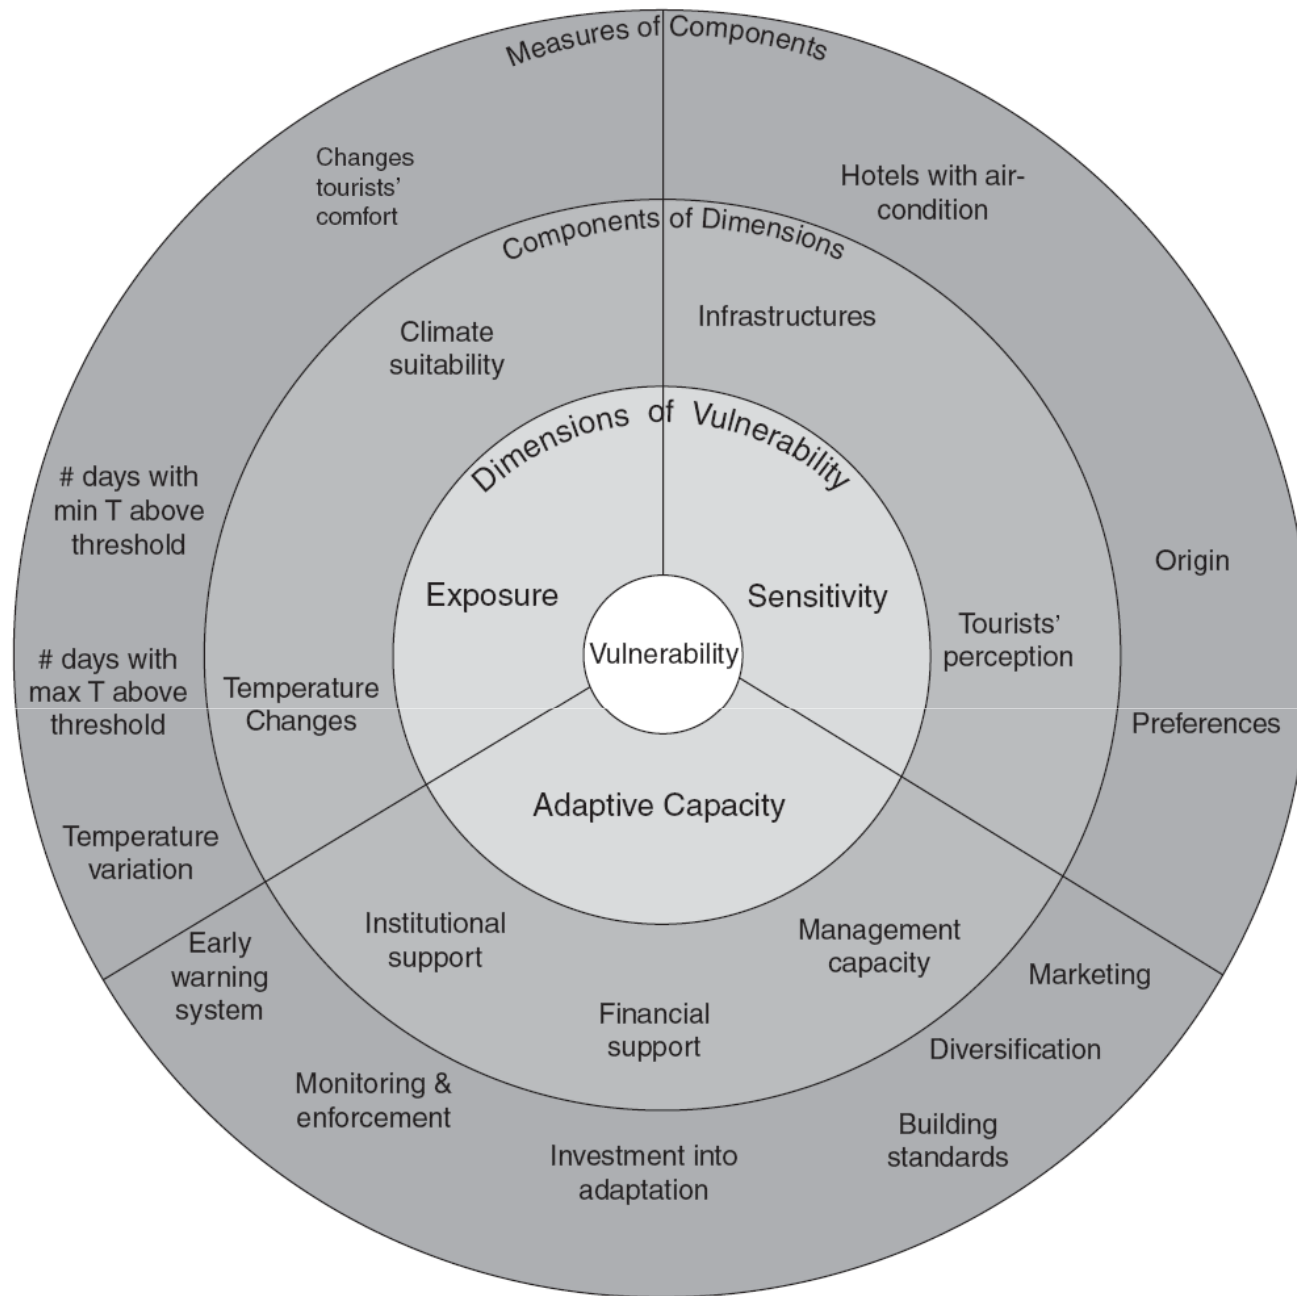 Measures of Components
Changes
tourists’
comfort
Hotels with air-
condition
Components of Dimensions
Climate
suitability
Infrastructures
Dimensions of Vulnerability
# days with
min T above
threshold
Exposure
Sensitivity
Origin
Vulnerability
Tourists’
perception
# days with
max T above
threshold
Temperature
Changes
Preferences
Temperature
variation
Adaptive Capacity
Early
warning
system
Institutional
support
Financial
support
Management
capacity
Marketing
Diversification
Monitoring &
enforcement
Investment into
adaptation
Building
standards